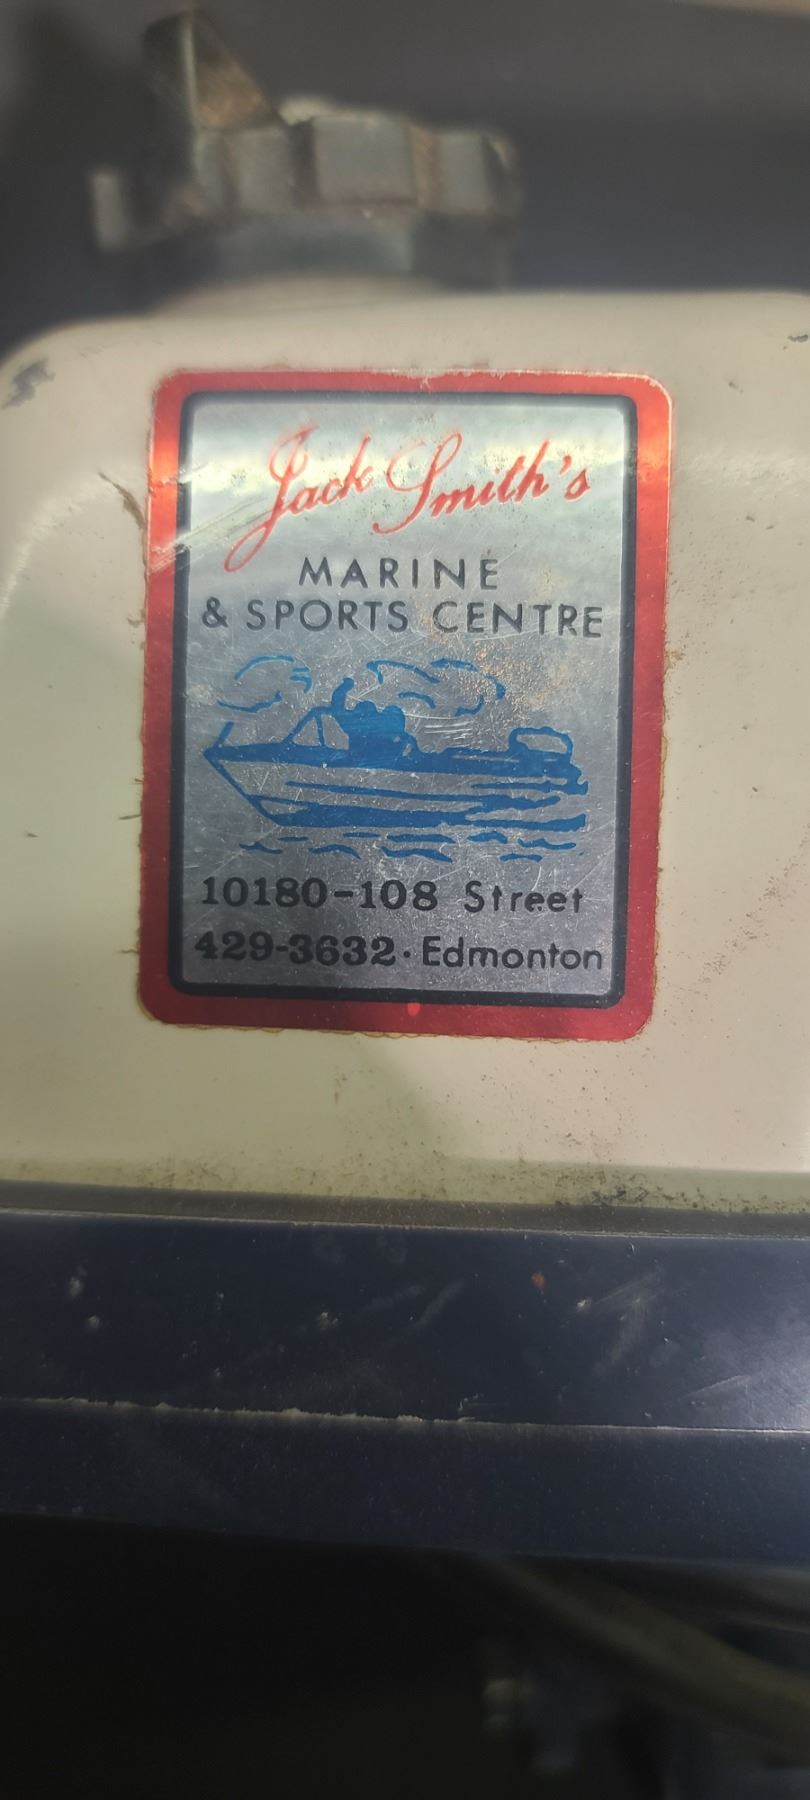 Jack Smith's
MARINE
& SPORTS CENTRE
10180-108 Street
429-3632·Edmonton